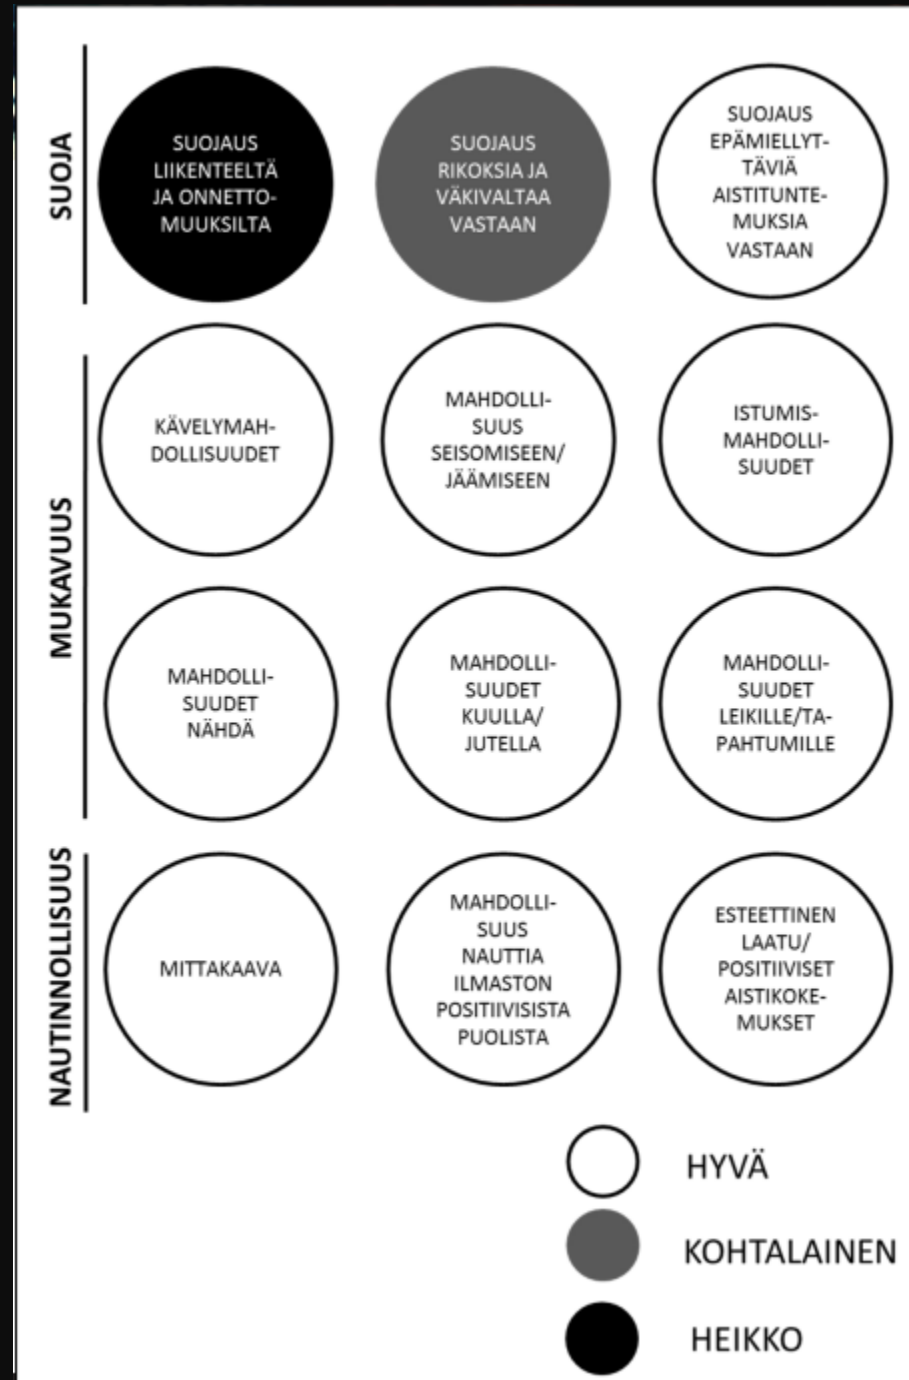 SUOJA
SUOJAUS
LIIKENTEELTÄ
JA ONNETTO-
MUUKSILTA
SUOJAUS
RIKOKSIA JA
VÄKIVALTAA
VASTAAN
SUOJAUS
EPÄMIELLYT-
TÄVIÄ
AISTITUNTE-
MUKSIA
VASTAAN
MUKAVUUS
KÄVELYMAH-
DOLLISUUDET
MAHDOLLI-
SUUS
SEISOMISEEN/
JÄÄMISEEN
ISTUMIS-
MAHDOLLI-
SUUDET
MAHDOLLI-
SUUDET
NÄHDÄ
MAHDOLLI-
SUUDET
KUULLA/
JUTELLA
MAHDOLLI-
SUUDET
LEIKILLE/TA-
PAHTUMILLE
NAUTINNOLLISUUS
MITTAKAAVA
MAHDOLLI-
SUUS
NAUTTIA
ILMASTON
POSITIIVISISTA
PUOLISTA
ESTEETTINEN
LAATU/
POSITIIVISET
AISTIKOKE-
MUKSET
HYVÄ
KOHTALAINEN
HEIKKO